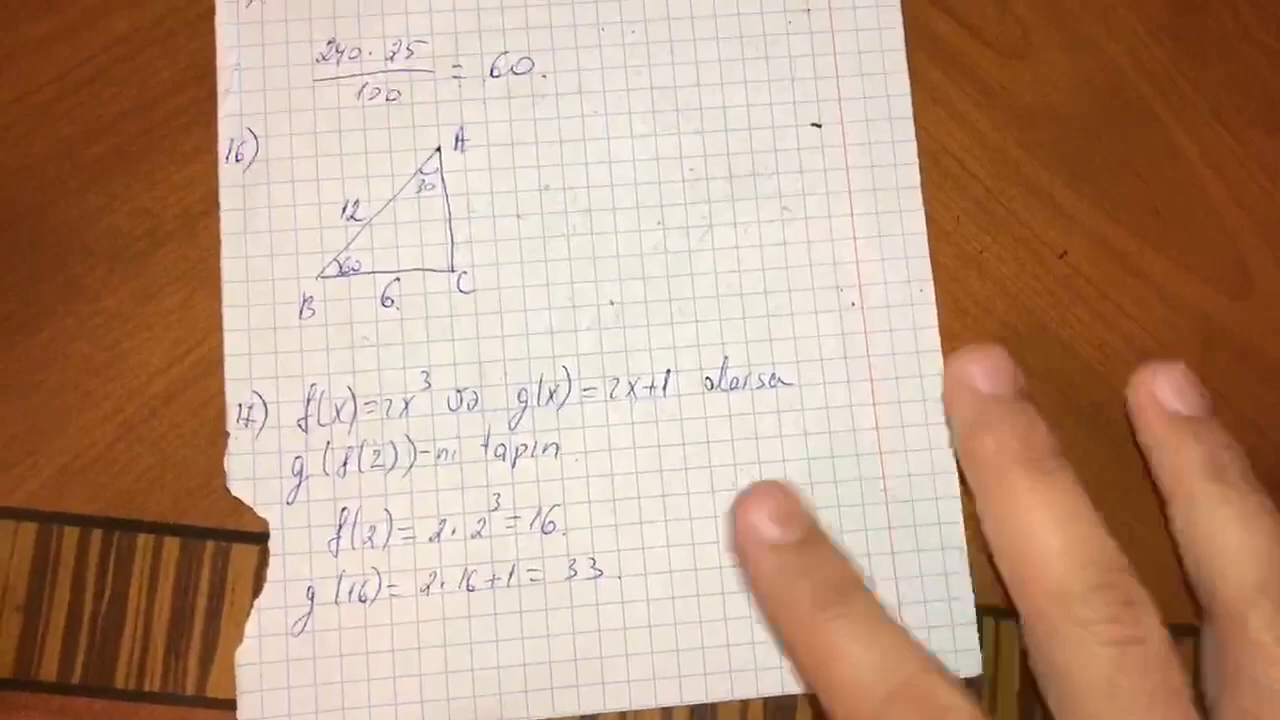 240 · 25
100
= 60.
16)
A
30
12
60
B
6
C
17) f(x)=2x³ və g(x)=2x+1 olarsa
g(f(2))-ni tapın.
f(2)= 2·2³=16.
g(16)= 2·16+1= 33.